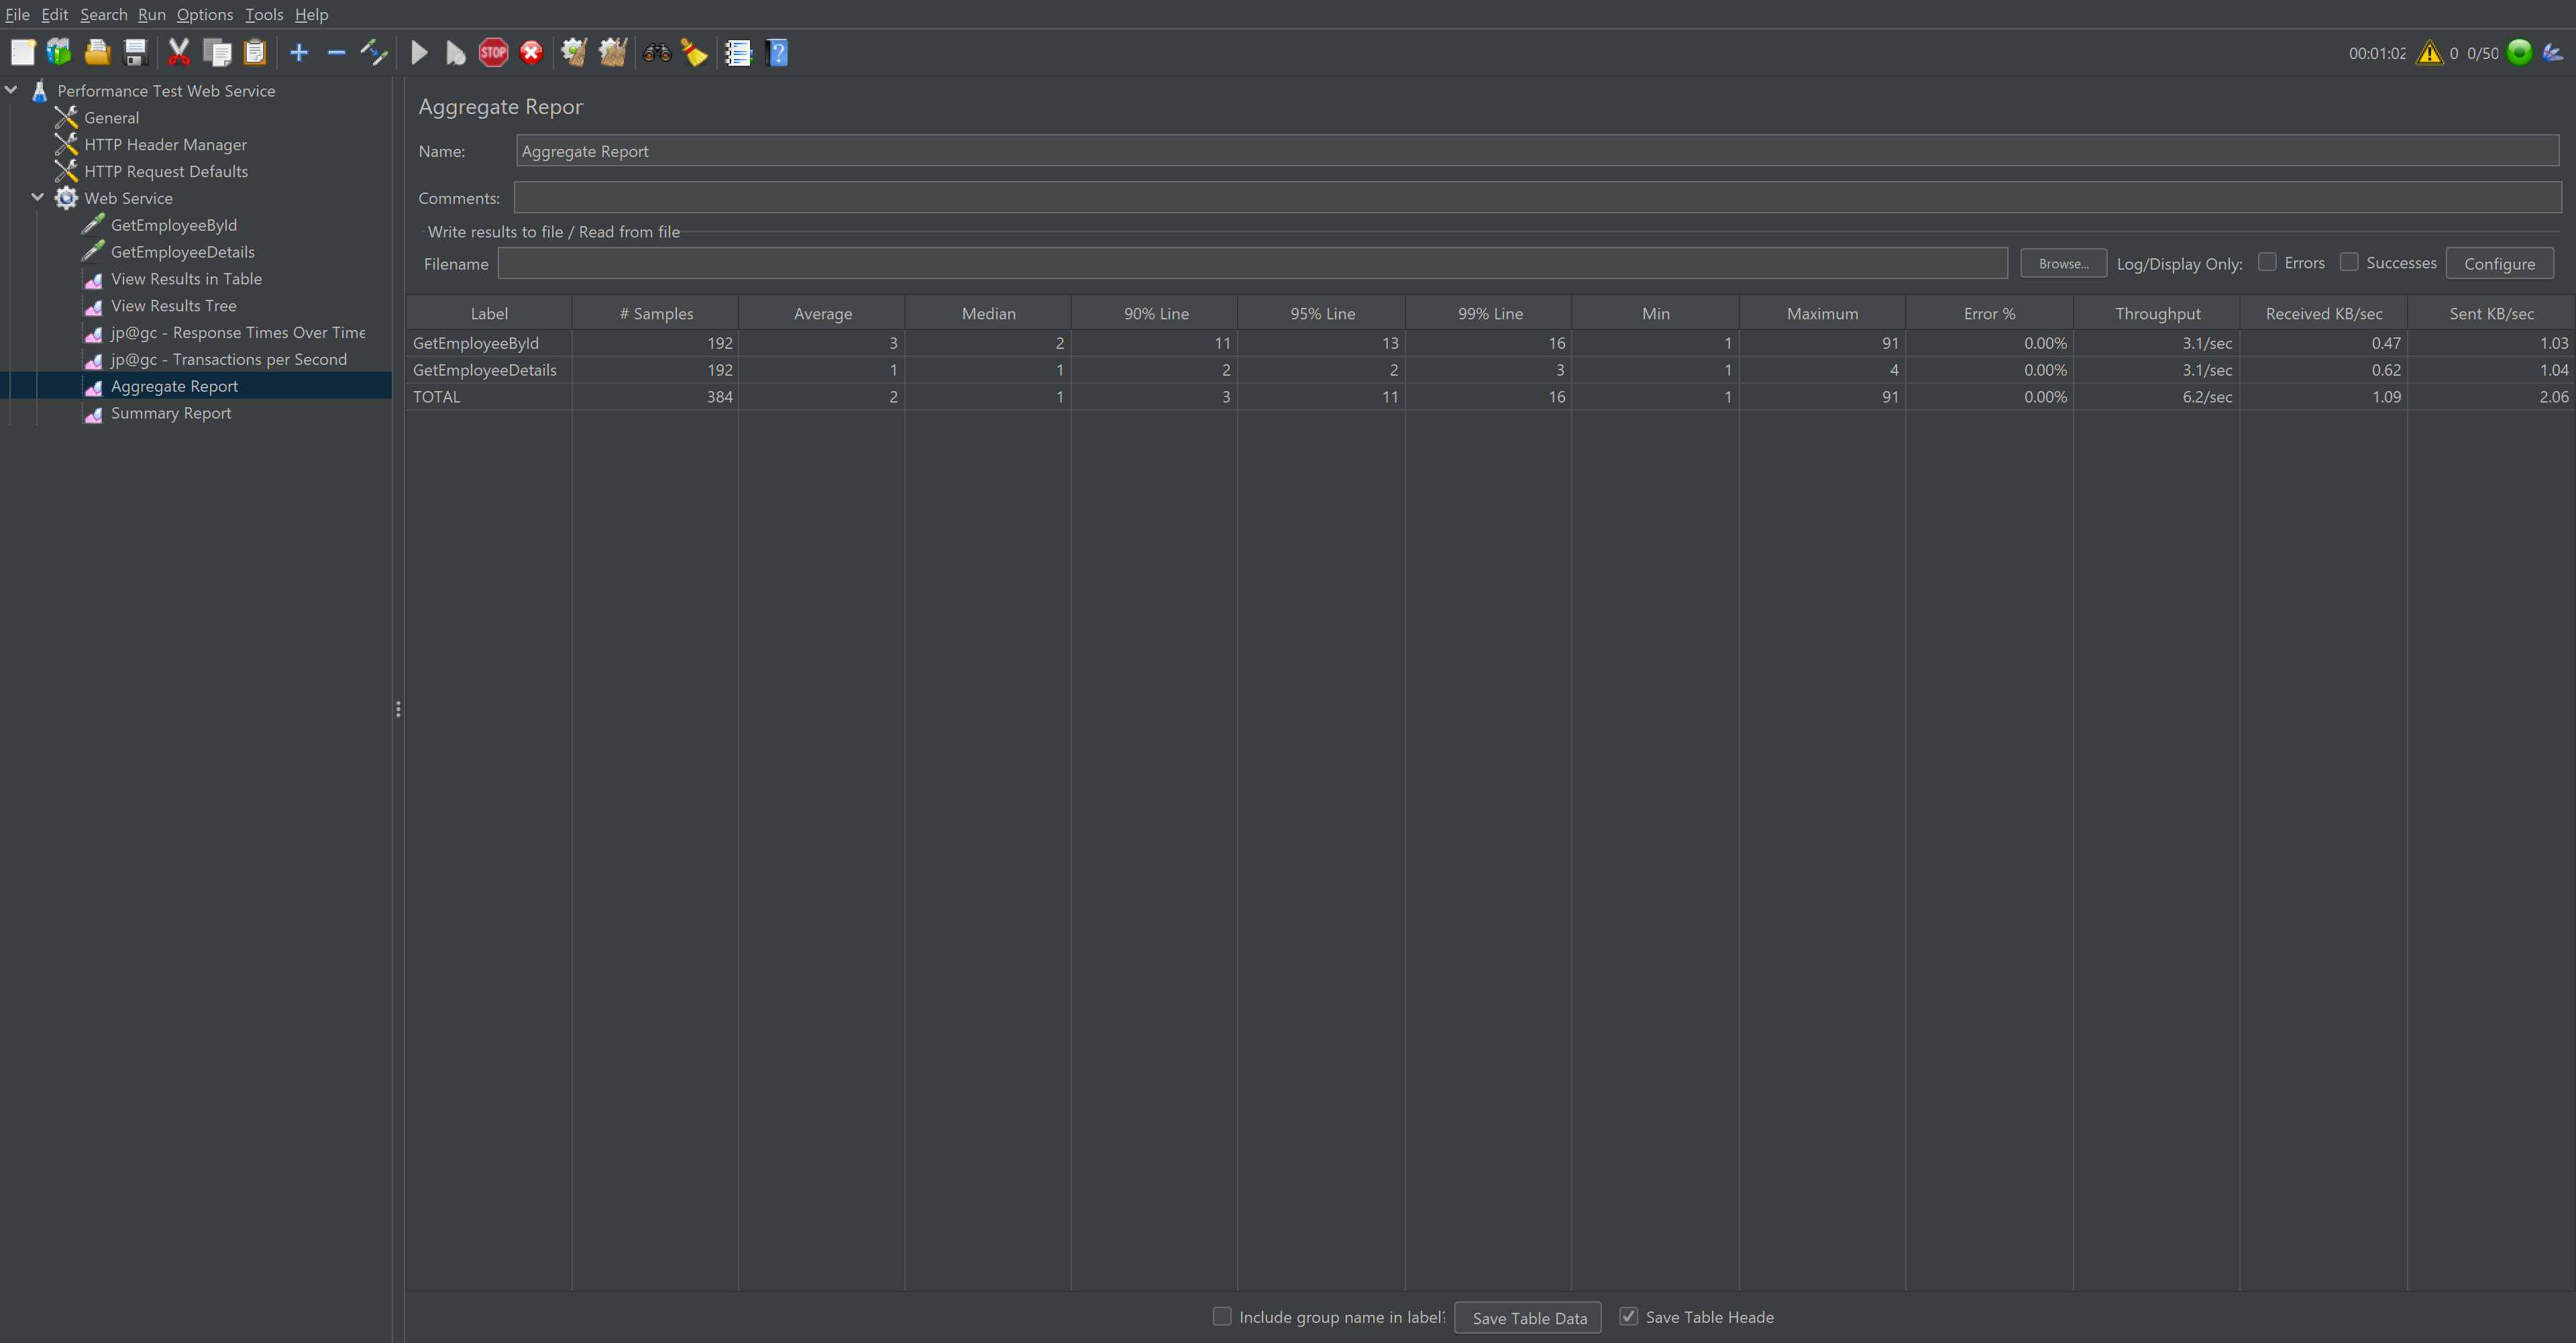 File Edit Search Run Options Tools Help
STOP
?
00:01:02 0 0/50
Performance Test Web Service
General
HTTP Header Manager
HTTP Request Defaults
Web Service
GetEmployeeById
GetEmployeeDetails
View Results in Table
View Results Tree
jp@gc - Response Times Over Time
jp@gc - Transactions per Second
Aggregate Report
Summary Report
Aggregate Repor
Name: Aggregate Report
Comments:
Write results to file / Read from file
Filename Browse... Log/Display Only: Errors Successes Configure
Label # Samples Average Median 90% Line 95% Line 99% Line Min Maximum Error % Throughput Received KB/sec Sent KB/sec
GetEmployeeById 192 3 2 11 13 16 1 91 0.00% 3.1/sec 0.47 1.03
GetEmployeeDetails 192 1 1 2 2 3 1 4 0.00% 3.1/sec 0.62 1.04
TOTAL 384 2 1 3 11 16 1 91 0.00% 6.2/sec 1.09 2.06
Include group name in label? Save Table Data Save Table Heade